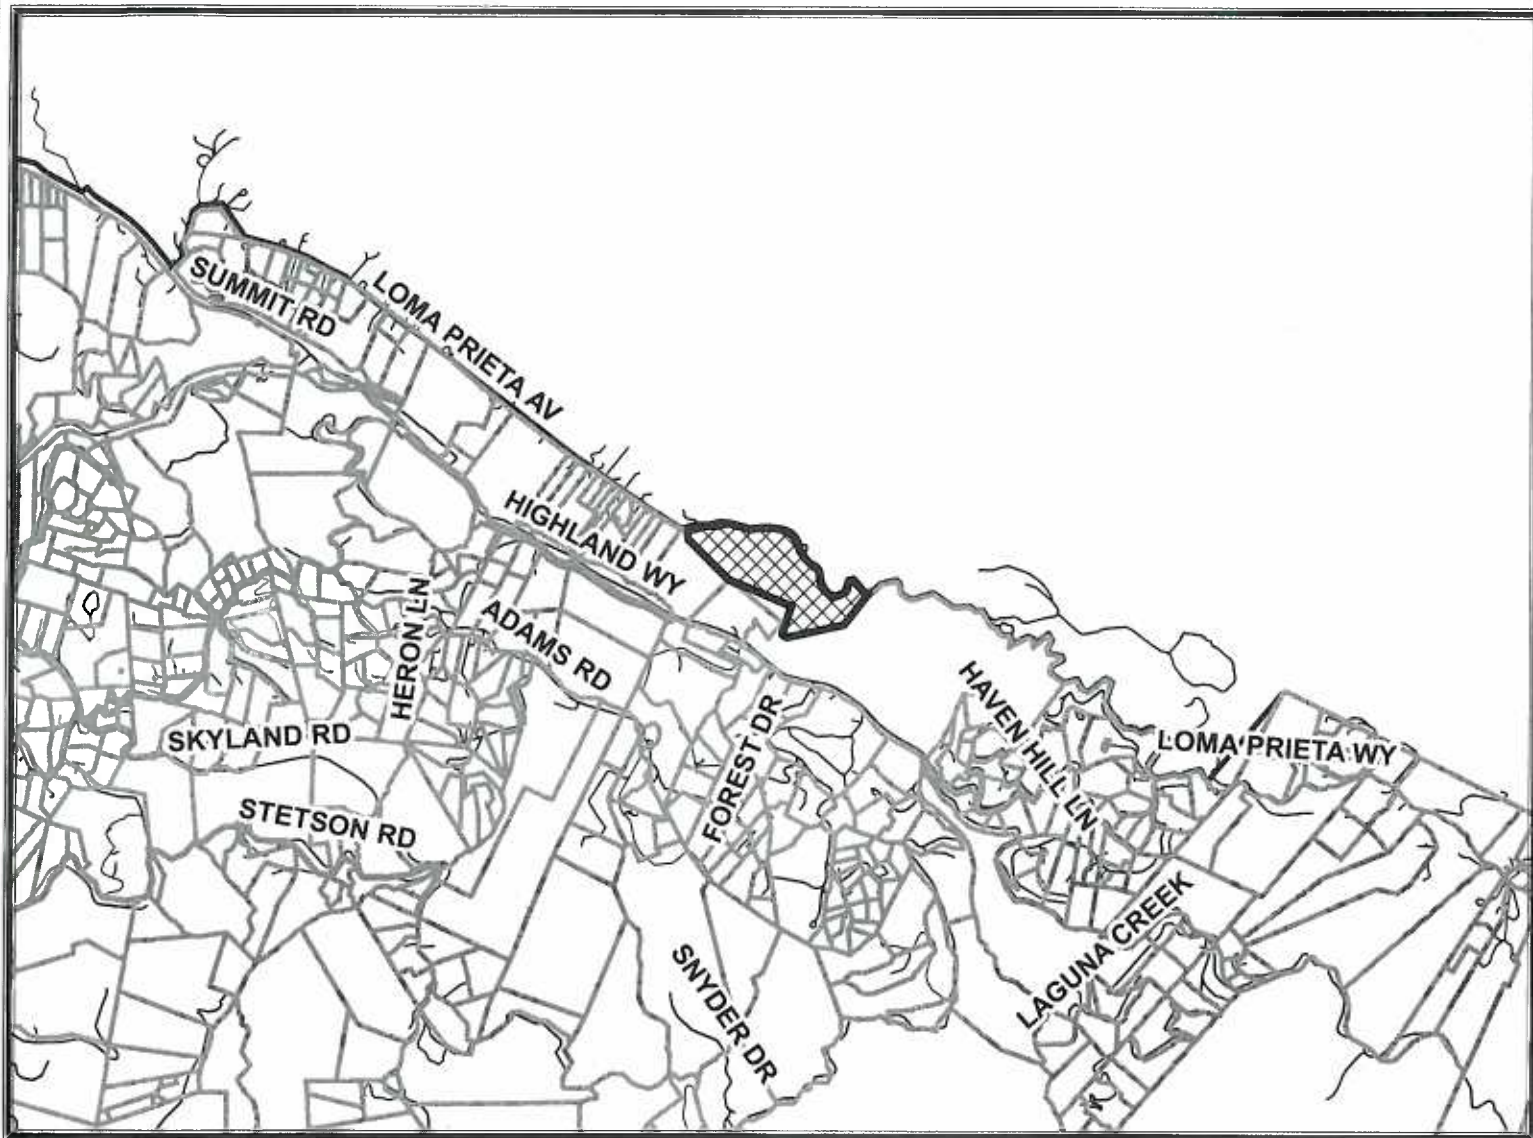 SUMMIT RD
LOMA PRIETA AV
HIGHLAND WY
HERON LN
ADAMS RD
SKYLAND RD
STETSON RD
FOREST DR
HAVEN HILL LN
LOMA PRIETA WY
LAGUNA CREEK
SNYDER DR